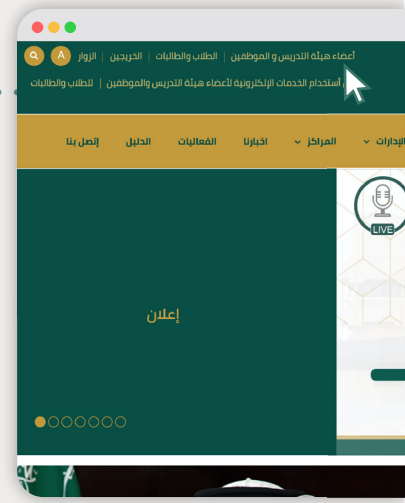 أعضاء هيئة التدريس و الموظفين | الطلاب والطالبات | الخريجين | الزوار A
أستخدام الخدمات الإلكترونية لأعضاء هيئة التدريس والموظفين | للطلاب والطالبات
الإدارات المراكز اخبارنا الفعاليات الدليل إتصل بنا
LIVE
إعلان